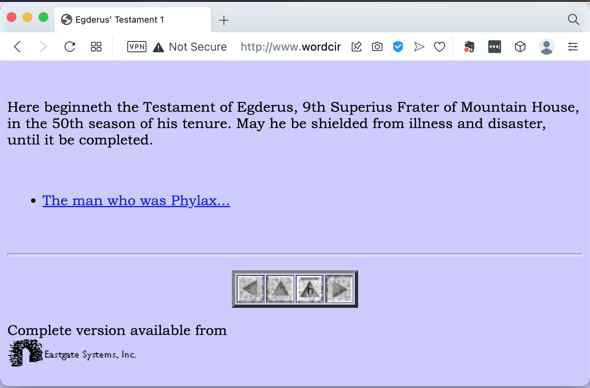 Egderus' Testament 1
VPN Not Secure http://www.wordcir
Here beginneth the Testament of Egderus, 9th Superius Frater of Mountain House,
in the 50th season of his tenure. May he be shielded from illness and disaster,
until it be completed.
The man who was Phylax...
Complete version available from
Eastgate Systems, Inc.